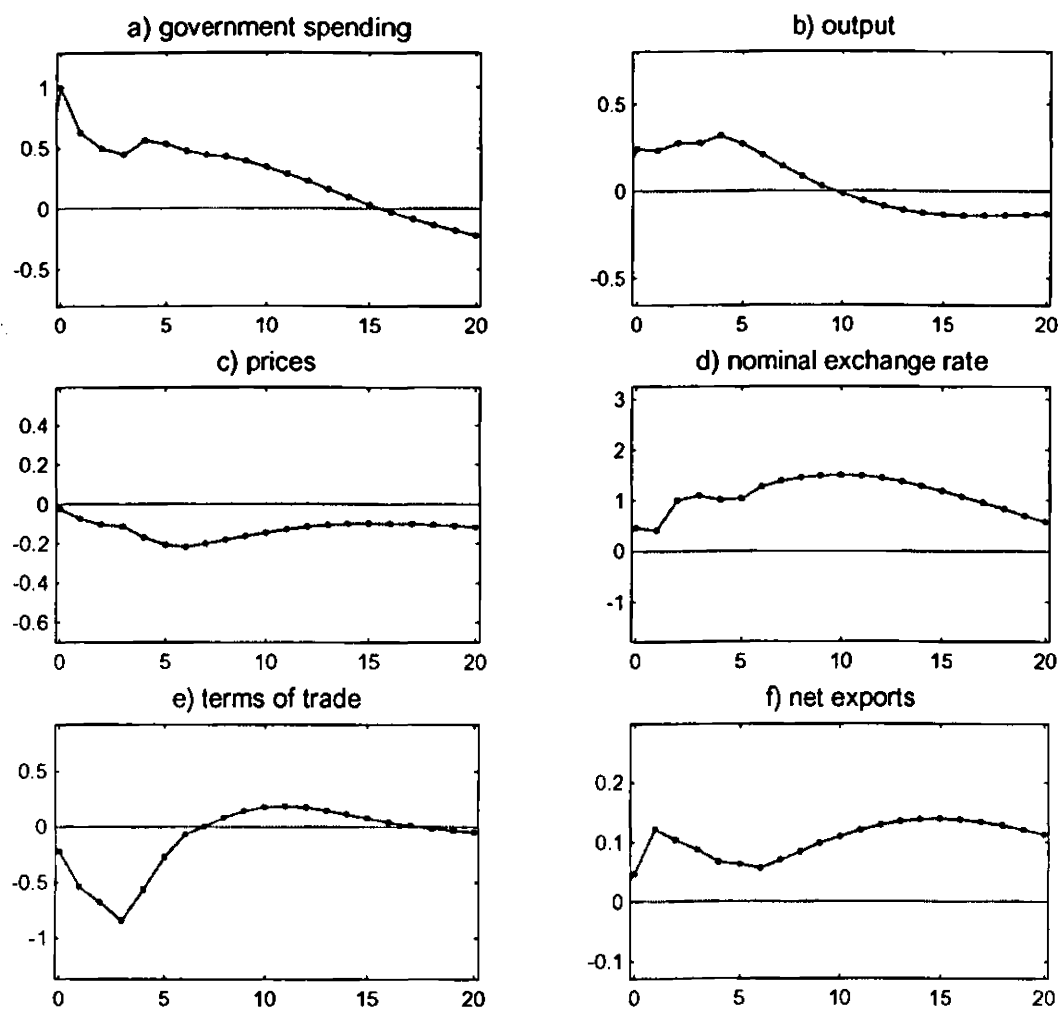 a) government spending
1
0.5
0
-0.5
0 5 10 15 20
b) output
0.5
0
-0.5
0 5 10 15 20
c) prices
0.4
0.2
0
-0.2
-0.4
-0.6
0 5 10 15 20
d) nominal exchange rate
3
2
1
0
-1
0 5 10 15 20
e) terms of trade
0.5
0
-0.5
-1
0 5 10 15 20
f) net exports
0.2
0.1
0
-0.1
0 5 10 15 20